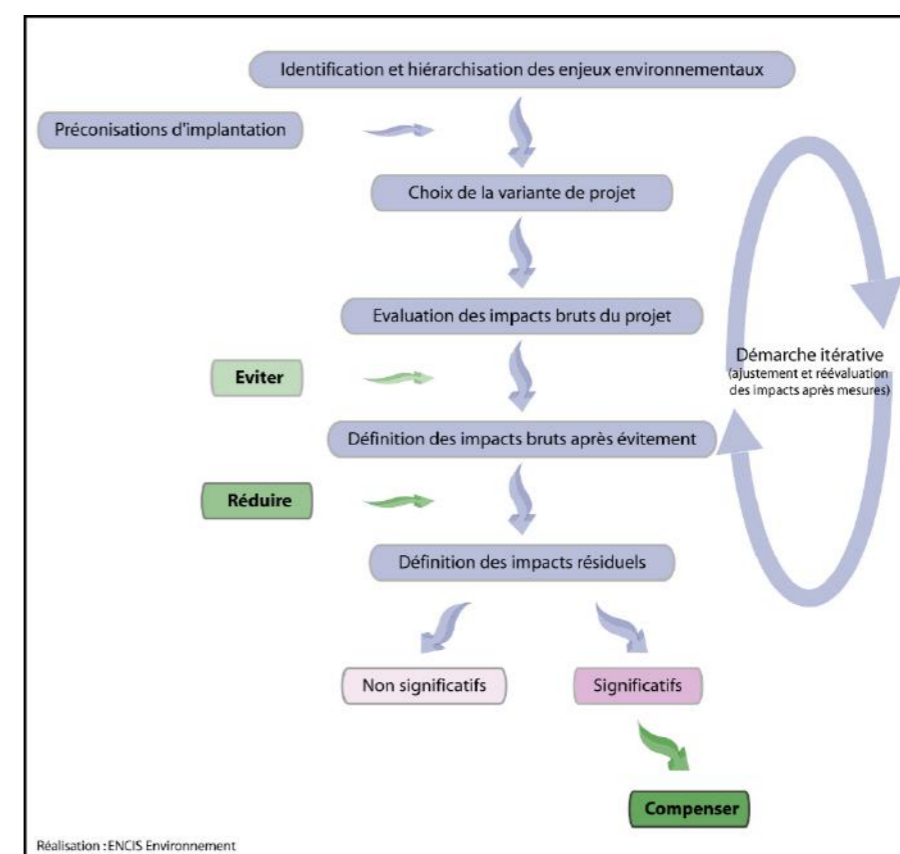 Identification et hiérarchisation des enjeux environnementaux
Préconisations d'implantation
Choix de la variante de projet
Evaluation des impacts bruts du projet
Démarche itérative
(ajustement et réévaluation
des impacts après mesures)
Eviter
Définition des impacts bruts après évitement
Réduire
Définition des impacts résiduels
Non significatifs
Significatifs
Compenser
Réalisation : ENCIS Environnement